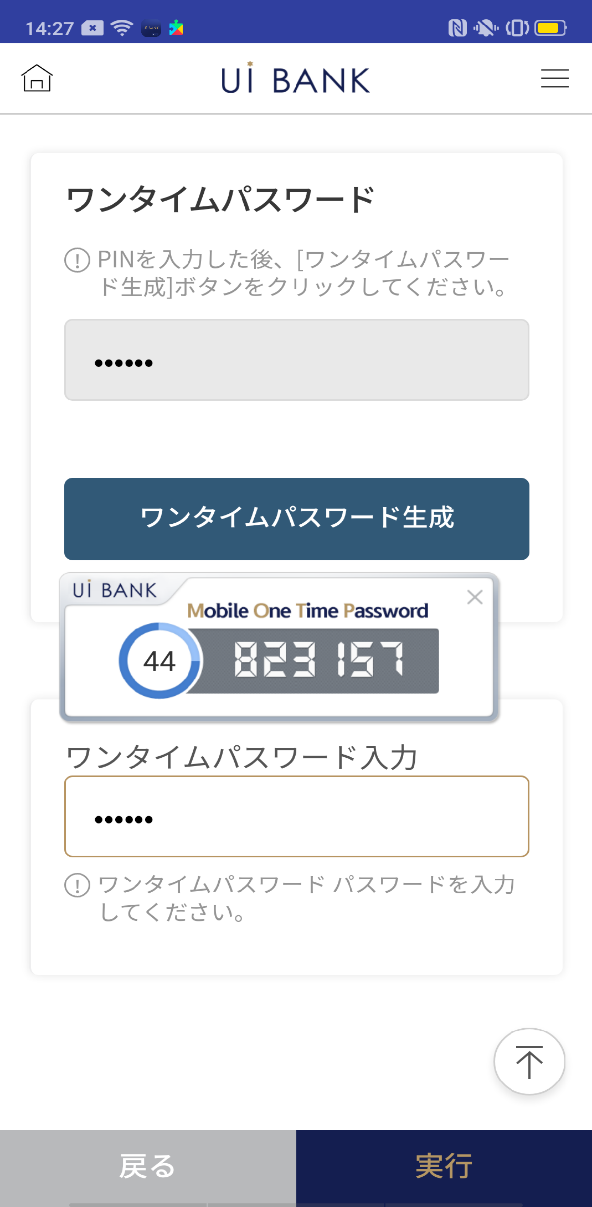 14:27
UI BANK
ワンタイムパスワード
PINを入力した後、[ワンタイムパスワー
ド生成]ボタンをクリックしてください。
••••••
ワンタイムパスワード生成
UI BANK
Mobile One Time Password
44
823 157
ワンタイムパスワード入力
••••••
ワンタイムパスワード パスワードを入力
してください。
戻る
実行